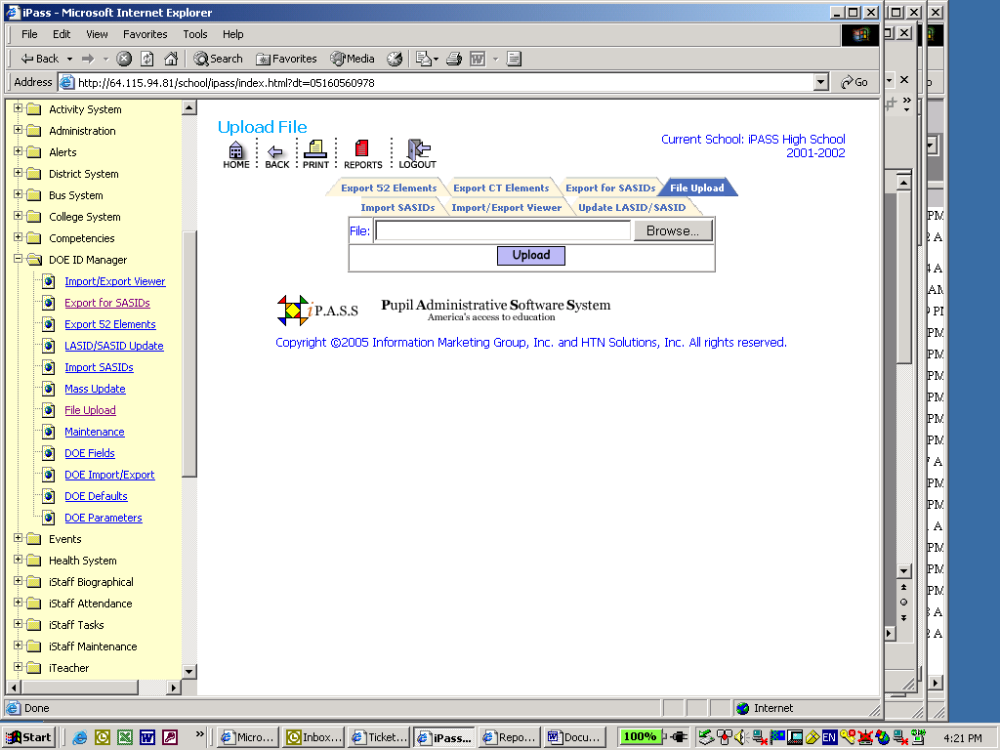 iPass - Microsoft Internet Explorer
File Edit View Favorites Tools Help
Back Search Favorites Media
Address http://64.115.94.81/school/ipass/index.html?dt=05160560978 Go
Activity System
Administration
Alerts
District System
Bus System
College System
Competencies
DOE ID Manager
Import/Export Viewer
Export for SASIDs
Export 52 Elements
LASID/SASID Update
Import SASIDs
Mass Update
File Upload
Maintenance
DOE Fields
DOE Import/Export
DOE Defaults
DOE Parameters
Events
Health System
iStaff Biographical
iStaff Attendance
iStaff Tasks
iStaff Maintenance
iTeacher
Upload File
HOME BACK PRINT REPORTS LOGOUT
Current School: iPASS High School
2001-2002
Export 52 Elements Export CT Elements Export for SASIDs File Upload
Import SASIDs Import/Export Viewer Update LASID/SASID
File: Browse...
Upload
iP.A.S.S Pupil Administrative Software System
America's access to education
Copyright ©2005 Information Marketing Group, Inc. and HTN Solutions, Inc. All rights reserved.
Done Internet
Start Micro... Inbox... Ticket... iPass... Repo... Docu... 100% EN 4:21 PM